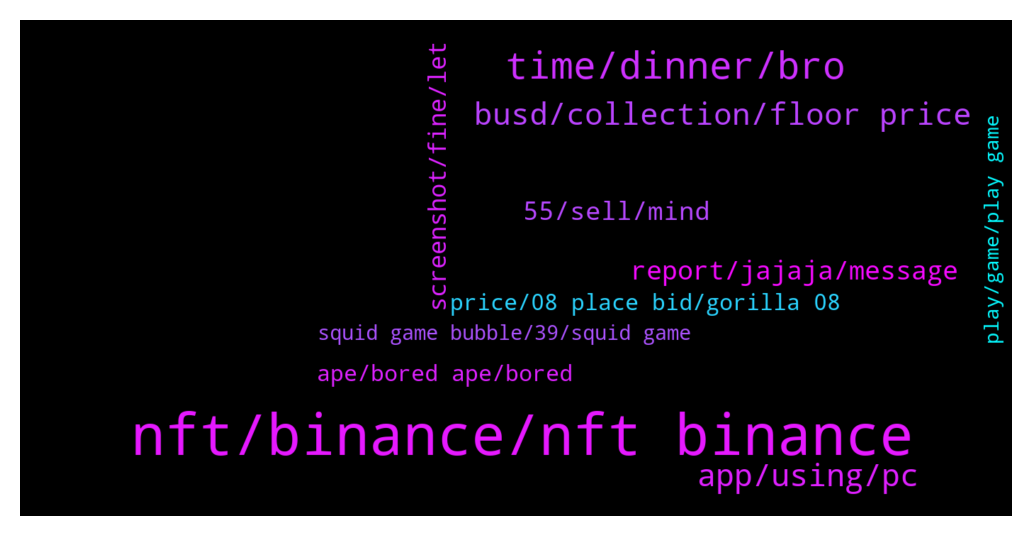 time/dinner/bro
screenshot/fine/let
busd/collection/floor price
play/game/play game
55/sell/mind
report/jajaja/message
price/08 place bid/gorilla 08
squid game bubble/39/squid game
ape/bored ape/bored
nft/binance/nft binance
app/using/pc